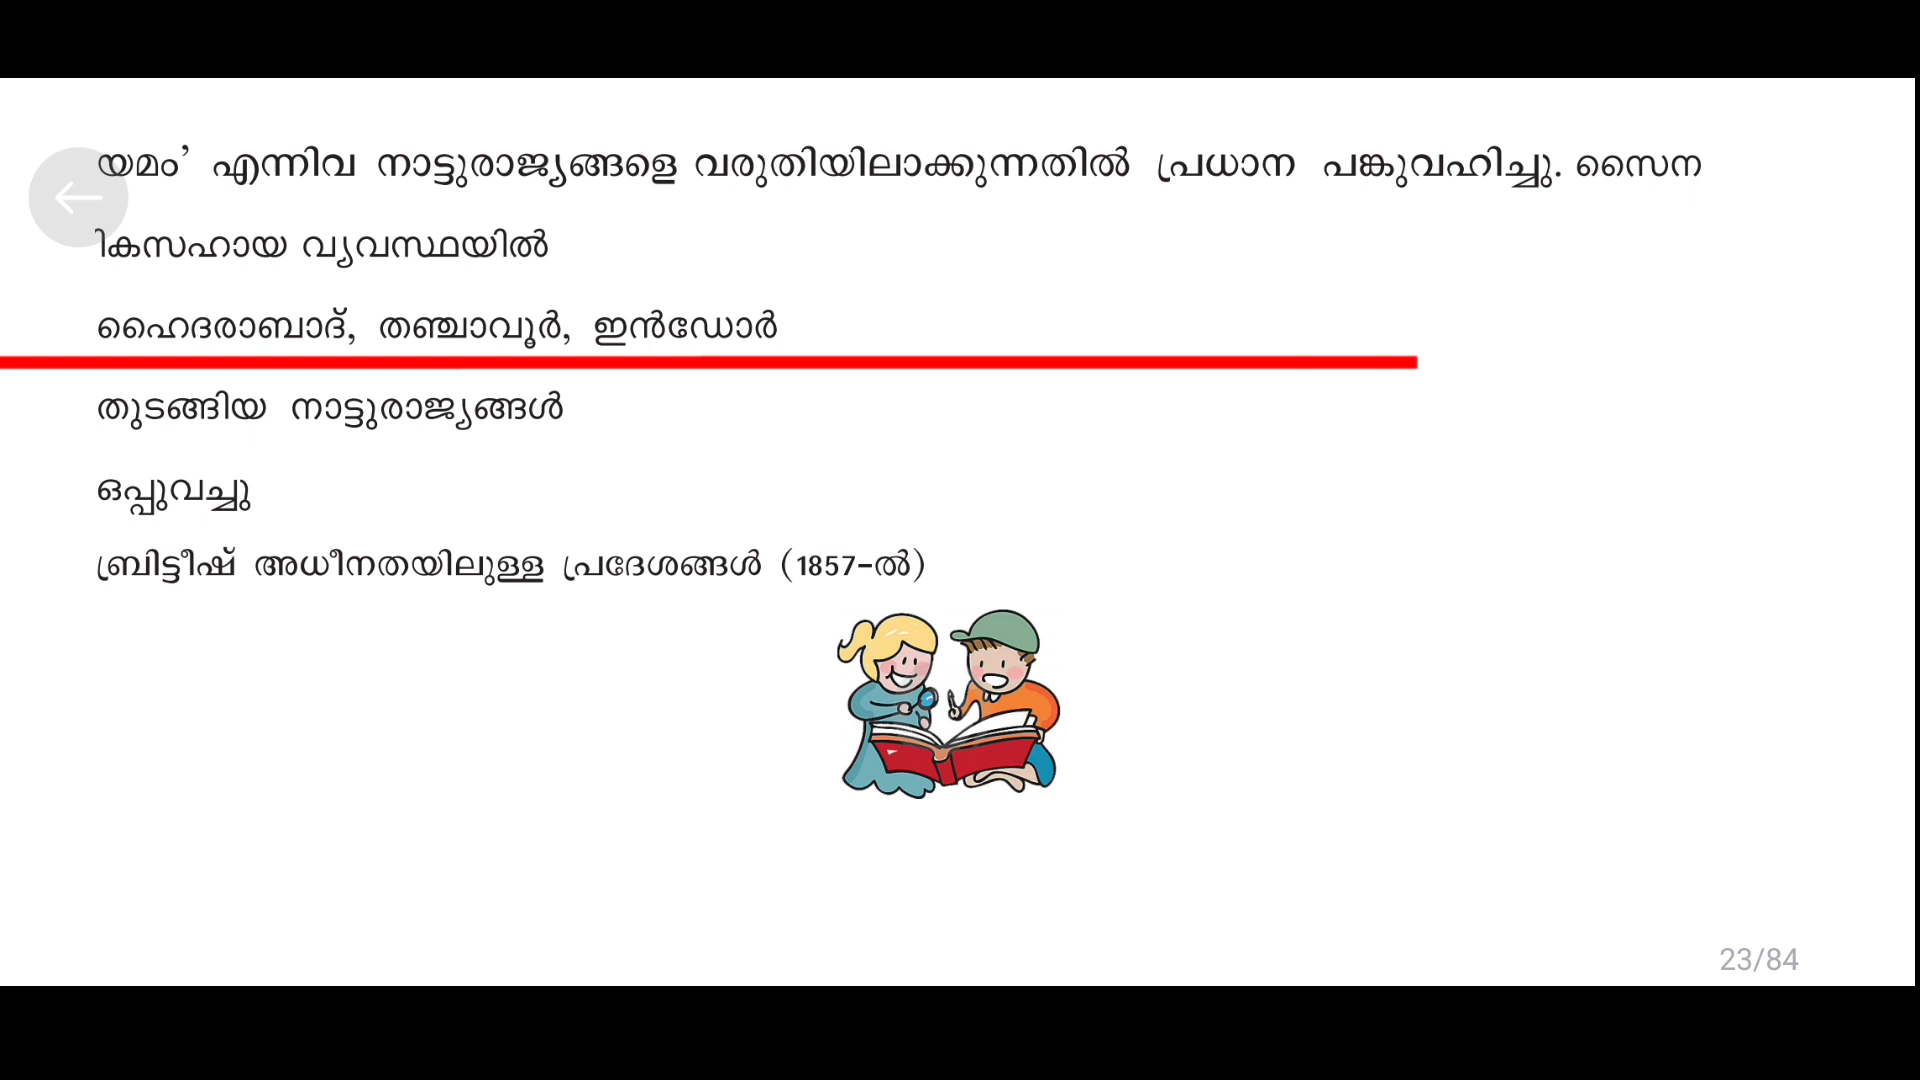 യമം’ എന്നിവ നാട്ടുരാജ്യങ്ങളെ വരുതിയിലാക്കുന്നതിൽ പ്രധാന പങ്കുവഹിച്ചു. സൈന
ികസഹായ വ്യവസ്ഥയിൽ
ഹൈദരാബാദ്, തഞ്ചാവൂർ, ഇൻഡോർ
തുടങ്ങിയ നാട്ടുരാജ്യങ്ങൾ
ഒപ്പുവച്ചു
ബ്രിട്ടീഷ് അധീനതയിലുള്ള പ്രദേശങ്ങൾ (1857-ൽ)
23/84